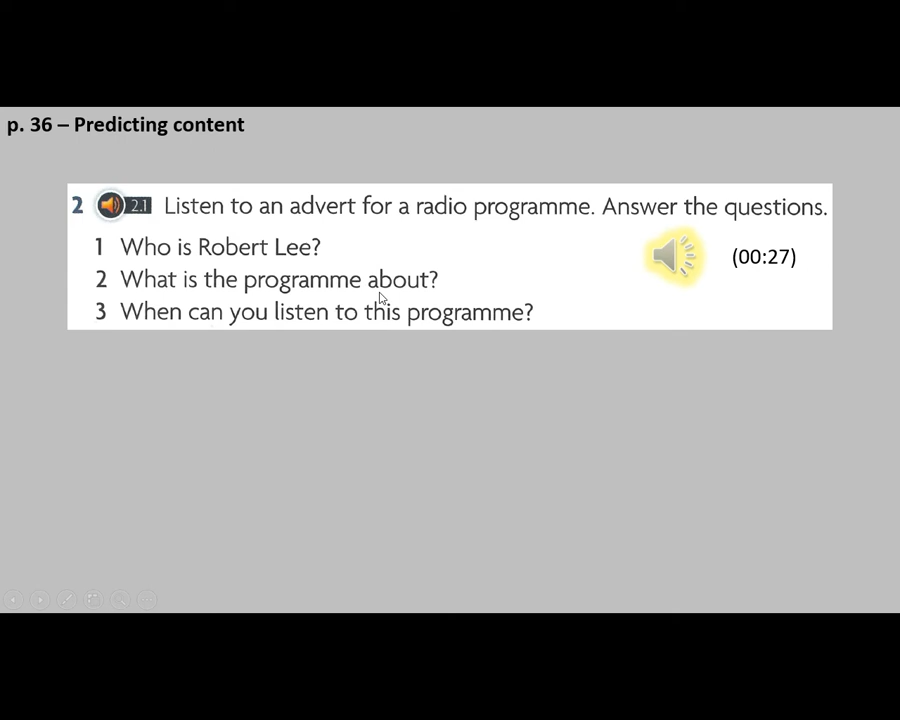 p. 36 – Predicting content
2 2.1 Listen to an advert for a radio programme. Answer the questions.
1 Who is Robert Lee?
(00:27)
2 What is the programme about?
3 When can you listen to this programme?